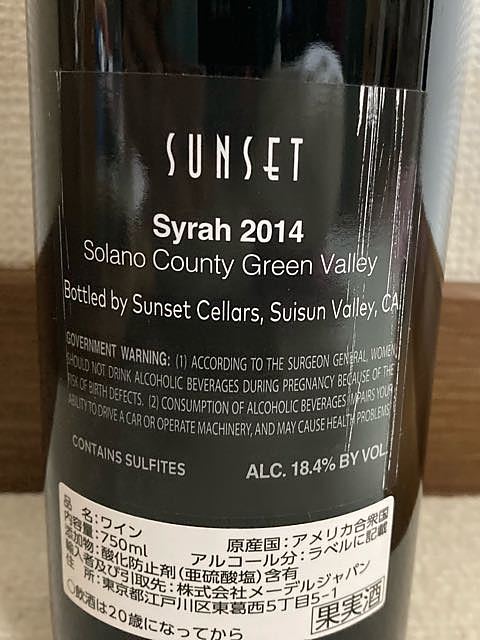 SUNSET
Syrah 2014
Solano County Green Valley
Bottled by Sunset Cellars, Suisun Valley, CA
GOVERNMENT WARNING: (1) ACCORDING TO THE SURGEON GENERAL, WOMEN
SHOULD NOT DRINK ALCOHOLIC BEVERAGES DURING PREGNANCY BECAUSE OF THE
RISK OF BIRTH DEFECTS. (2) CONSUMPTION OF ALCOHOLIC BEVERAGES IMPAIRS YOUR
ABILITY TO DRIVE A CAR OR OPERATE MACHINERY, AND MAY CAUSE HEALTH PROBLEMS
CONTAINS SULFITES
ALC. 18.4% BY VOL.
品名:ワイン
内容量:750ml 原産国:アメリカ合衆国
添加物:酸化防止剤(亜硫酸塩)含有 アルコール分:ラベルに記載
輸入者及び引取先:株式会社メーデルジャパン
住所:東京都江戸川区東葛西5丁目5-1
○飲酒は20歳になってから 果実酒